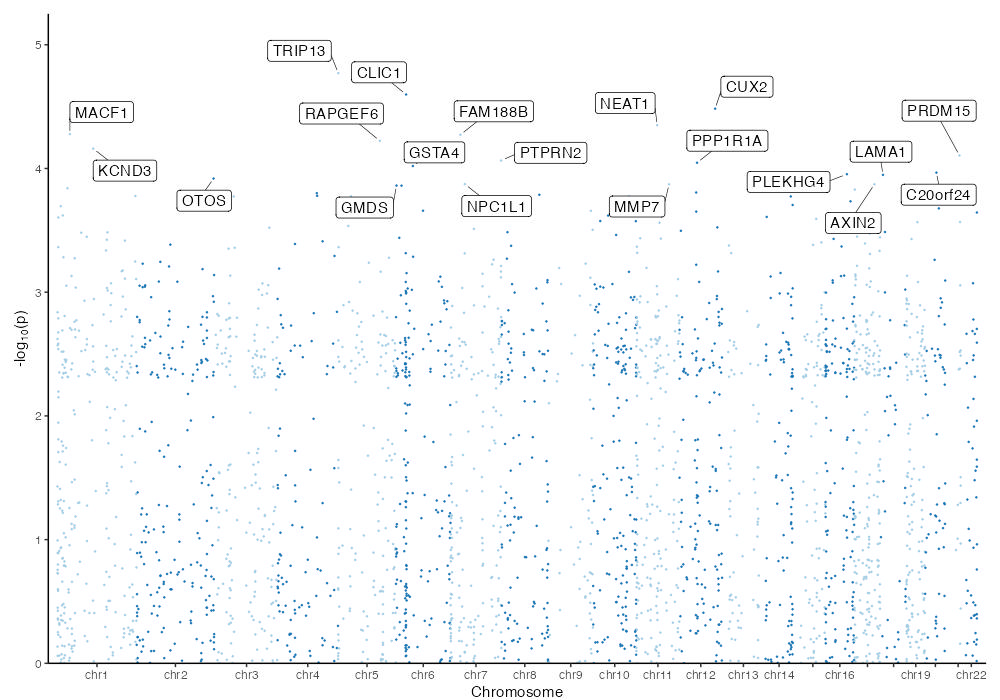 5
TRIP13
CLIC1
CUX2
MACF1
RAPGEF6
FAM188B
NEAT1
PRDM15
4
KCND3
GSTA4
PTPRN2
PPP1R1A
LAMA1
OTOS
GMDS
NPC1L1
MMP7
PLEKHG4
AXIN2
C20orf24
3
-log10(p)
2
1
0
chr1 chr2 chr3 chr4 chr5 chr6 chr7 chr8 chr9 chr10 chr11 chr12 chr13 chr14 chr16 chr19 chr22
Chromosome